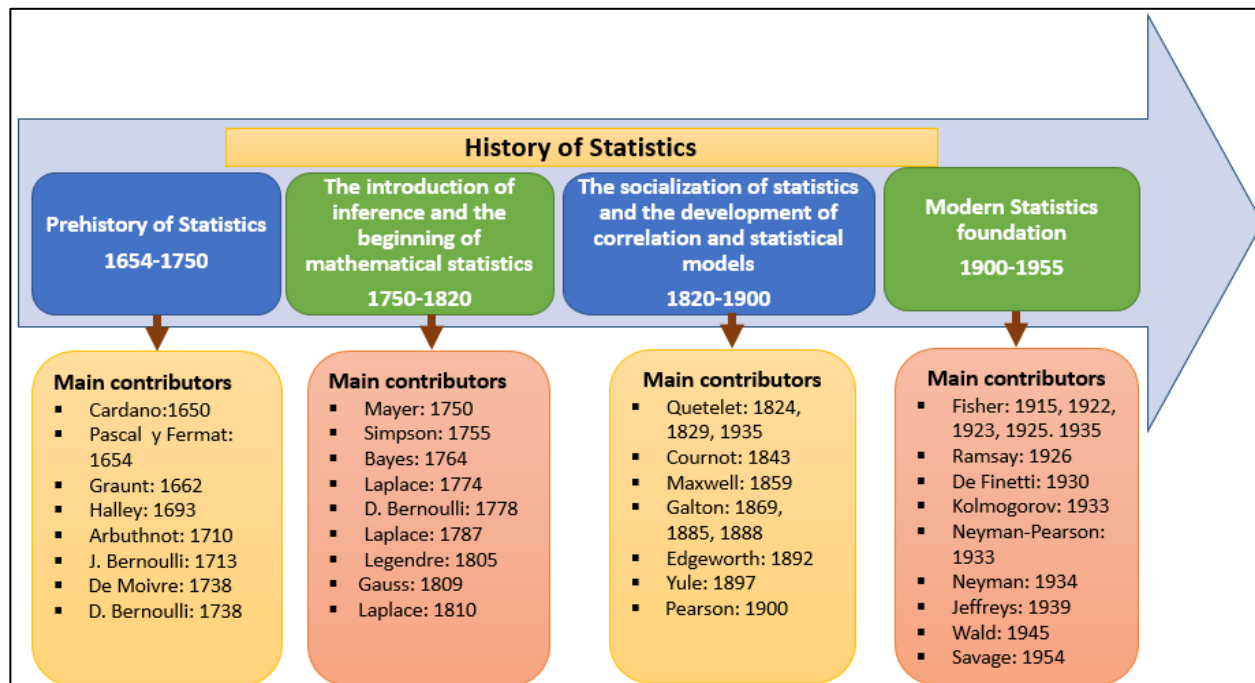 History of Statistics
Prehistory of Statistics
1654-1750
The introduction of
inference and the
beginning of
mathematical statistics
1750-1820
The socialization of statistics
and the development of
correlation and statistical
models
1820-1900
Modern Statistics
foundation
1900-1955
Main contributors
▪ Cardano:1650
▪ Pascal y Fermat:
1654
▪ Graunt: 1662
▪ Halley: 1693
▪ Arbuthnot: 1710
▪ J. Bernoulli: 1713
▪ De Moivre: 1738
▪ D. Bernoulli: 1738
Main contributors
▪ Mayer: 1750
▪ Simpson: 1755
▪ Bayes: 1764
▪ Laplace: 1774
▪ D. Bernoulli: 1778
▪ Laplace: 1787
▪ Legendre: 1805
▪ Gauss: 1809
▪ Laplace: 1810
Main contributors
▪ Quetelet: 1824,
1829, 1935
▪ Cournot: 1843
▪ Maxwell: 1859
▪ Galton: 1869,
1885, 1888
▪ Edgeworth: 1892
▪ Yule: 1897
▪ Pearson: 1900
Main contributors
▪ Fisher: 1915, 1922,
1923, 1925. 1935
▪ Ramsay: 1926
▪ De Finetti: 1930
▪ Kolmogorov: 1933
▪ Neyman-Pearson:
1933
▪ Neyman: 1934
▪ Jeffreys: 1939
▪ Wald: 1945
▪ Savage: 1954